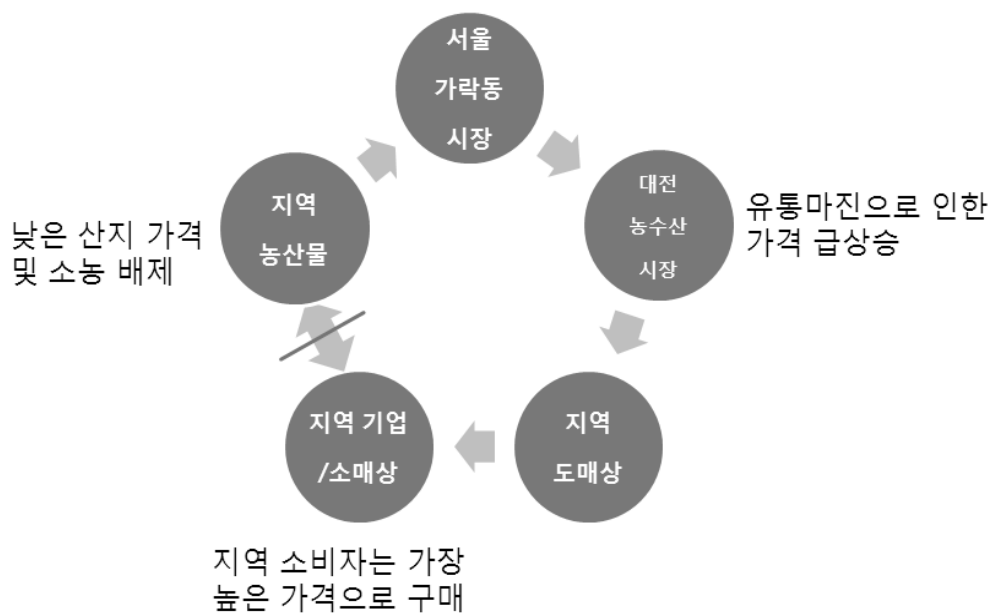 서울
가락동
시장
대전
농수산
시장
유통마진으로 인한
가격 급상승
지역
도매상
지역 기업
/소매상
지역 소비자는 가장
높은 가격으로 구매
지역
농산물
낮은 산지 가격
및 소농 배제